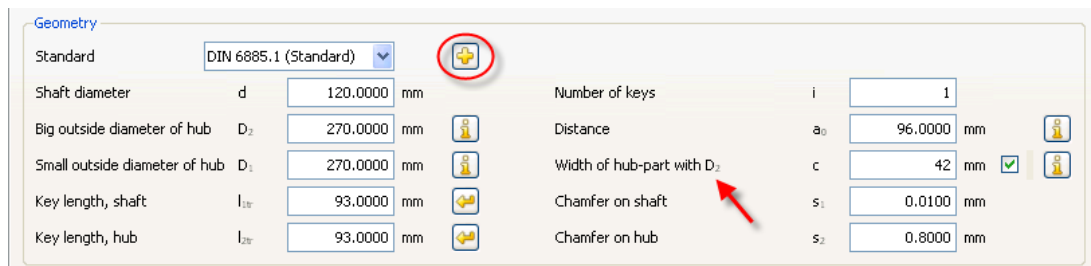 Geometry
Standard DIN 6885.1 (Standard)
Shaft diameter d 120.0000 mm Number of keys i 1
Big outside diameter of hub D₂ 270.0000 mm Distance a₀ 96.0000 mm
Small outside diameter of hub D₁ 270.0000 mm Width of hub-part with D₂ c 42 mm
Key length, shaft l₁tr 93.0000 mm Chamfer on shaft s₁ 0.0100 mm
Key length, hub l₂tr 93.0000 mm Chamfer on hub s₂ 0.8000 mm